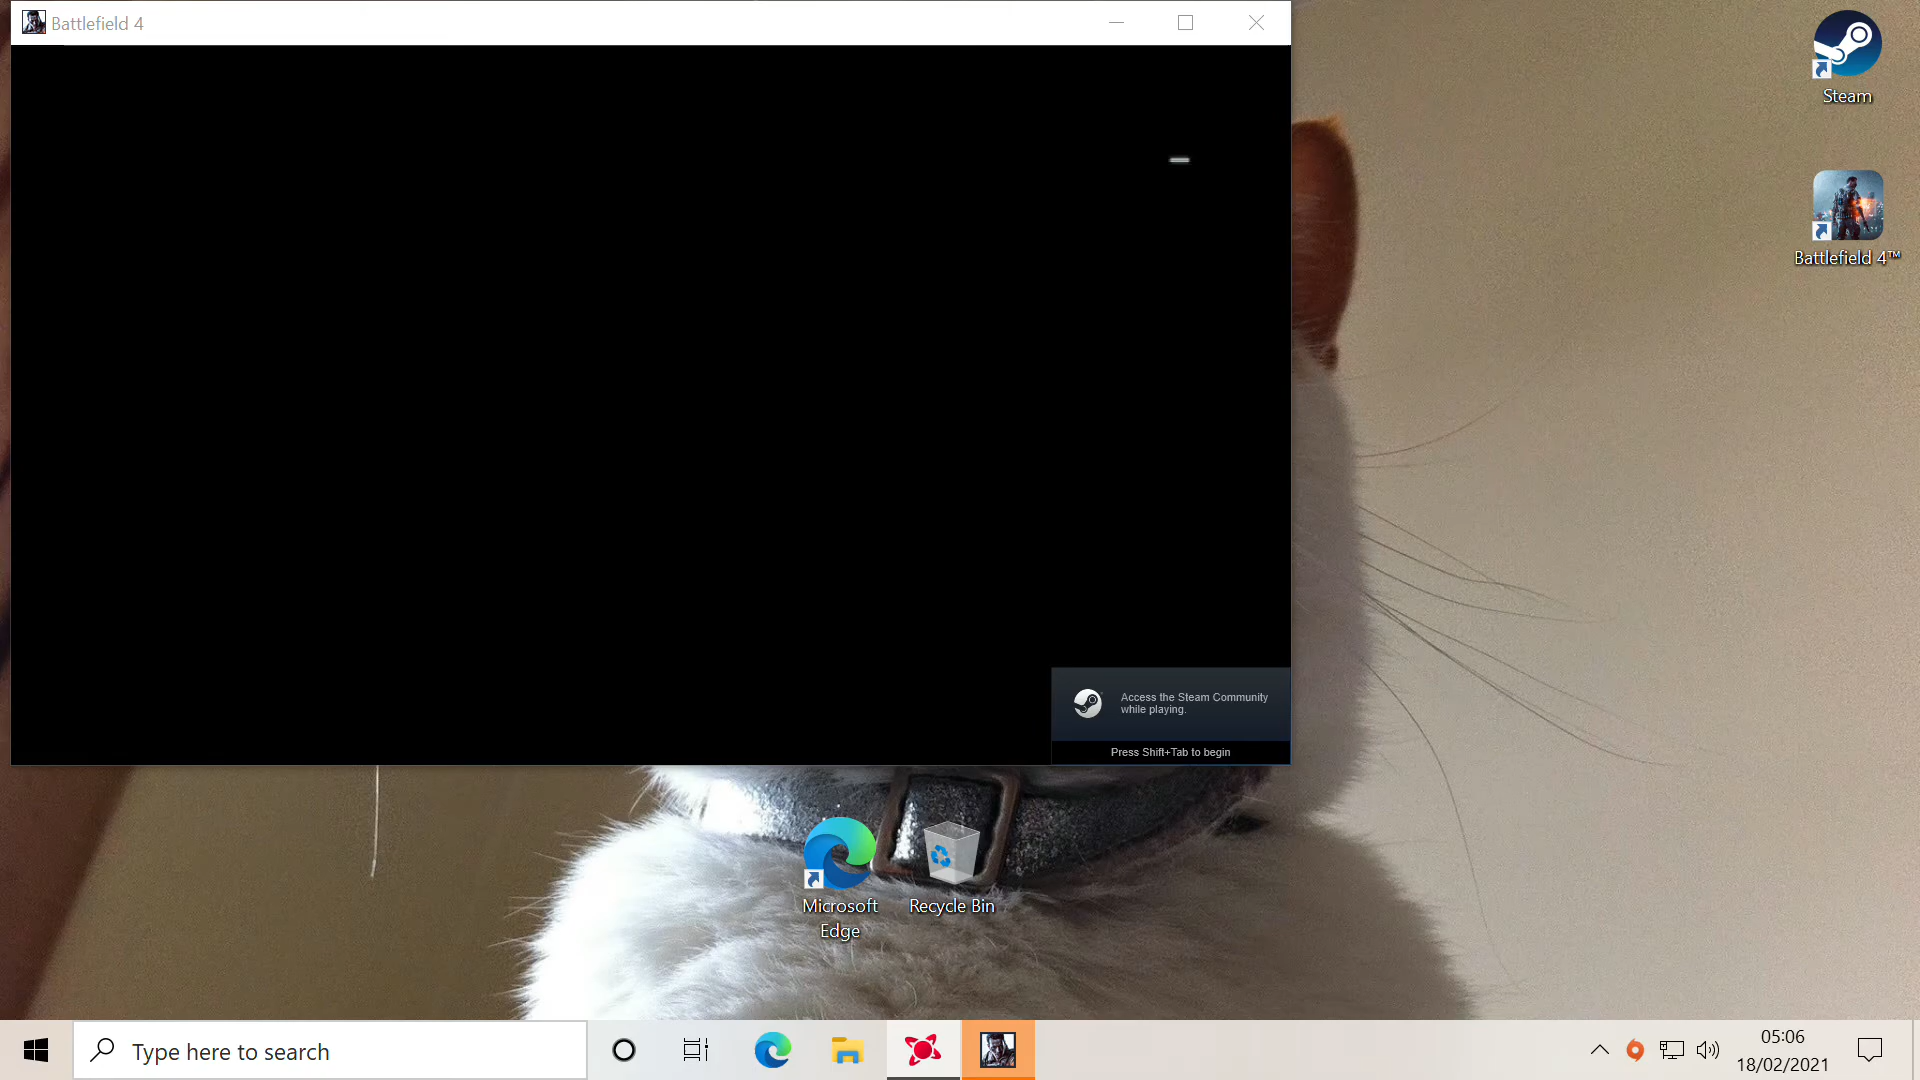 Battlefield 4
Steam
Battlefield 4™
Access the Steam Community
while playing.
Press Shift+Tab to begin
Microsoft
Edge
Recycle Bin
Type here to search
05:06
18/02/2021